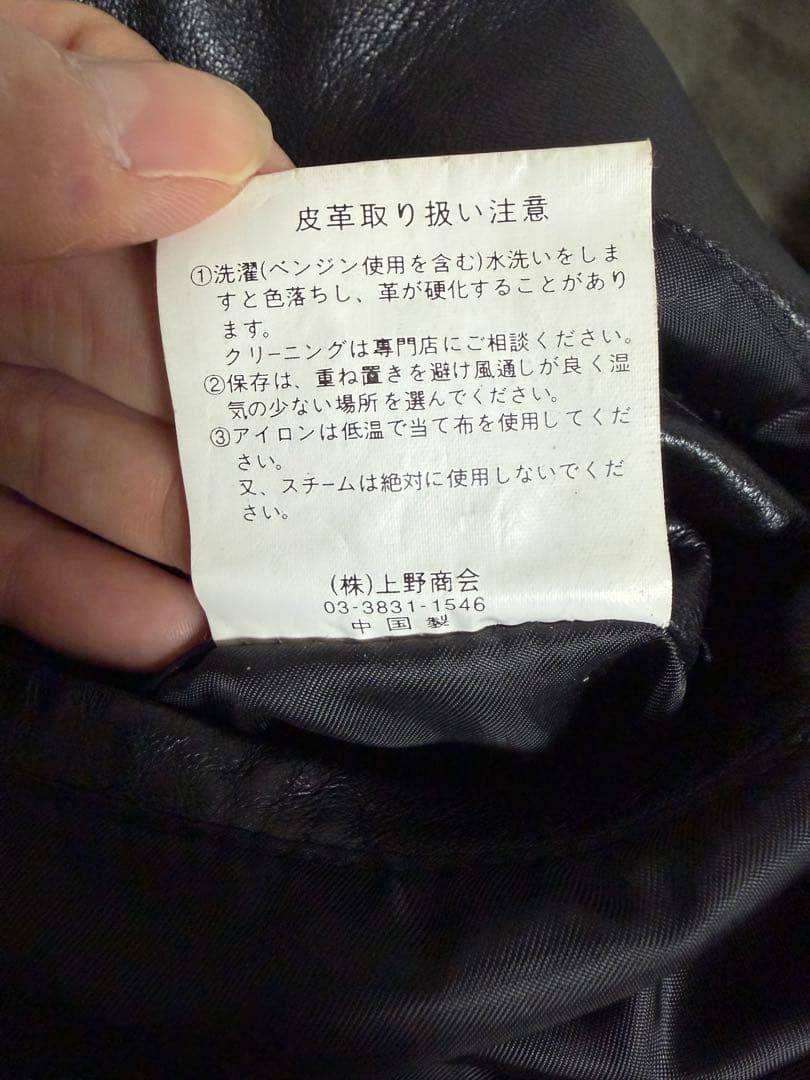 皮革取り扱い注意
①洗濯(ベンジン使用を含む)水洗いをしま
すと色落ちし、革が硬化することがあり
ます。
クリーニングは専門店にご相談ください。
②保存は、重ね置きを避け風通しが良く湿
気の少ない場所を選んでください。
③アイロンは低温で当て布を使用してくだ
さい。
又、スチームは絶対に使用しないでくだ
さい。
(株)上野商会
03-3831-1546
中国製